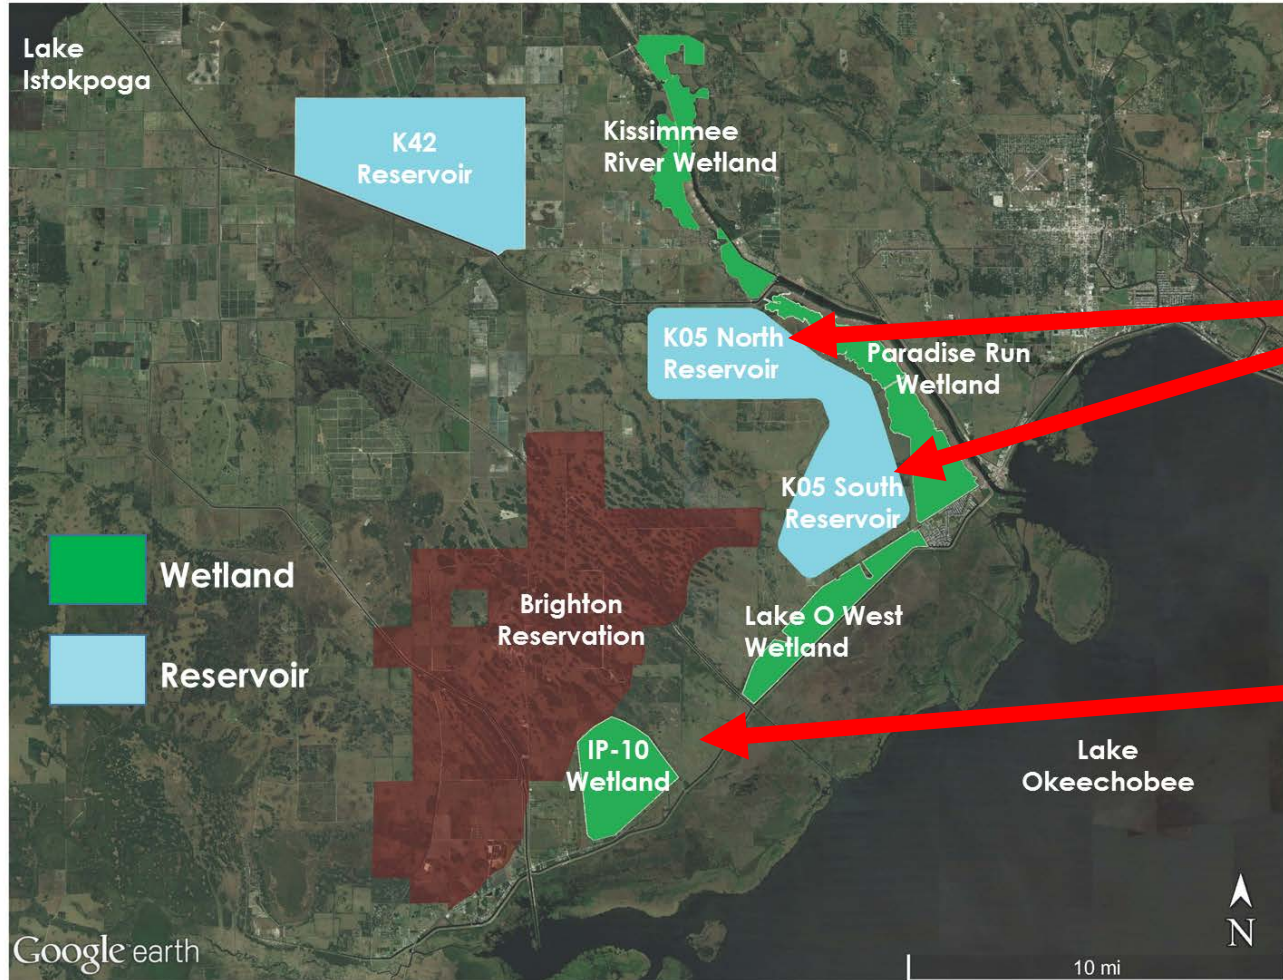 Lake
Istokpoga
K42
Reservoir
Kissimmee
River Wetland
K05 North
Reservoir
Paradise Run
Wetland
K05 South
Reservoir
Wetland
Reservoir
Brighton
Reservation
Lake O West
Wetland
IP-10
Wetland
Lake
Okeechobee
N
Google earth
10 mi